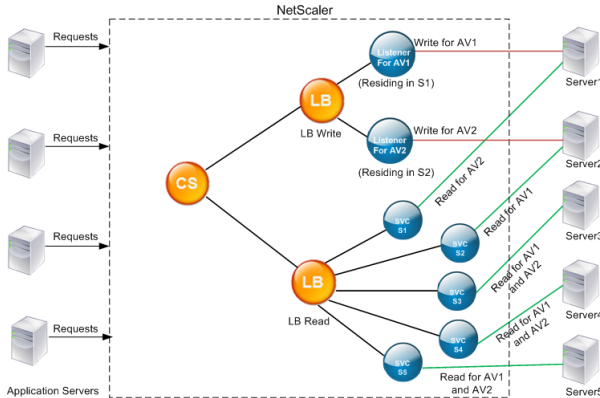 NetScaler
Requests
Requests
Requests
Requests
Application Servers
CS
LB
LB Write
LB
LB Read
Listener
For AV1
(Residing in S1)
Listener
For AV2
(Residing in S2)
Write for AV1
Write for AV2
SVC
S1
SVC
S2
SVC
S3
SVC
S4
SVC
S5
Read for AV2
Read for AV1
Read for AV1
and AV2
Read for AV1
and AV2
Read for AV1
and AV2
Server1
Server2
Server3
Server4
Server5